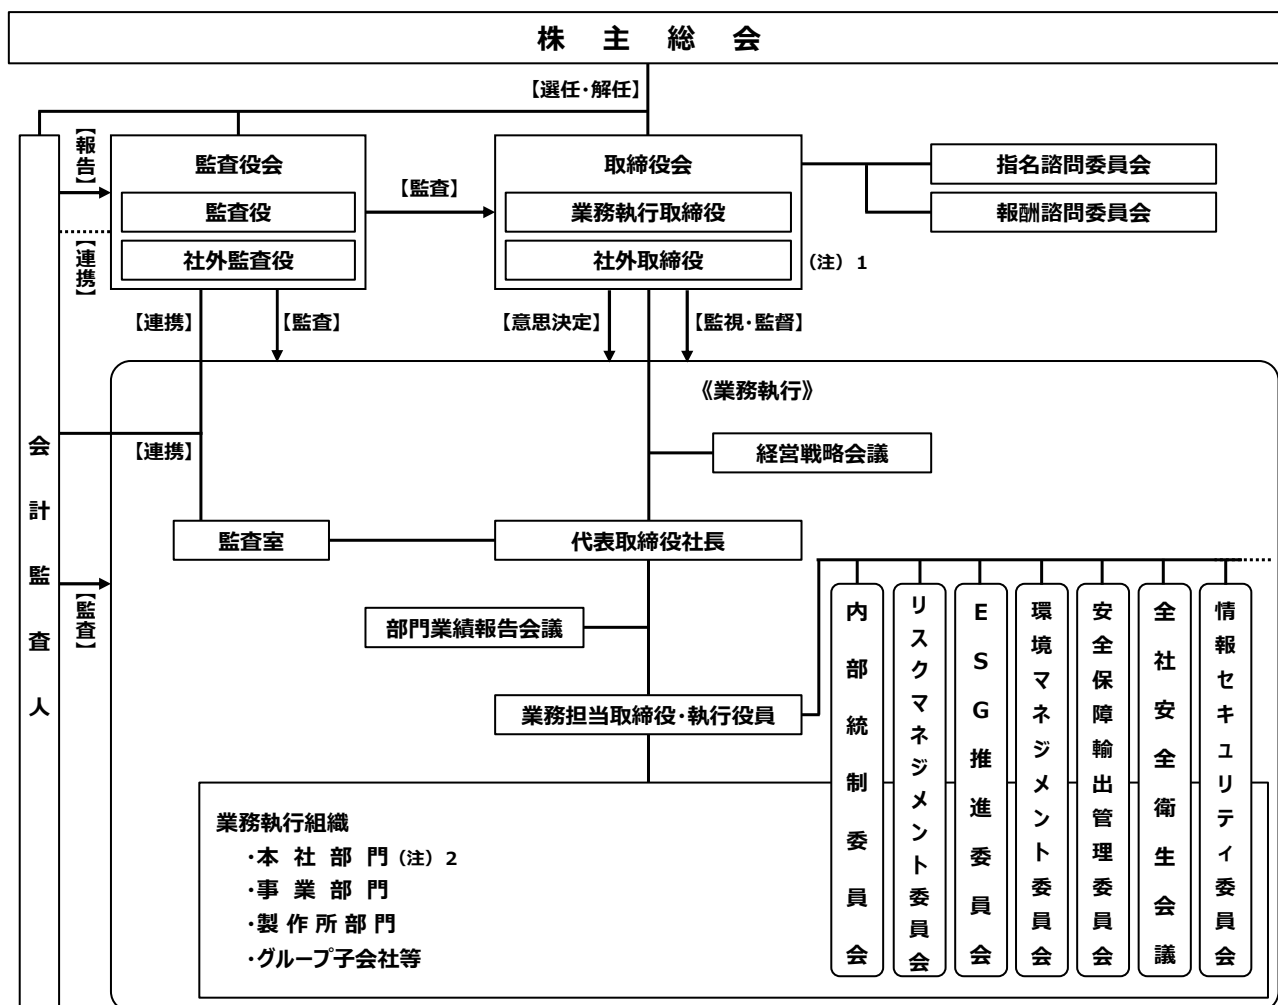 株主総会
【選任・解任】
【報告】
監査役会
監査役
社外監査役
【監査】
取締役会
業務執行取締役
社外取締役
(注) 1
指名諮問委員会
報酬諮問委員会
【連携】
【連携】
【監査】
【意思決定】
【監視・監督】
《業務執行》
会計監査人
【連携】
経営戦略会議
監査室
代表取締役社長
【監査】
部門業績報告会議
業務担当取締役・執行役員
内部統制委員会
リスクマネジメント委員会
ESG推進委員会
環境マネジメント委員会
安全保障輸出管理委員会
全社安全衛生会議
情報セキュリティ委員会
業務執行組織
・本社部門 (注) 2
・事業部門
・製作所部門
・グループ子会社等